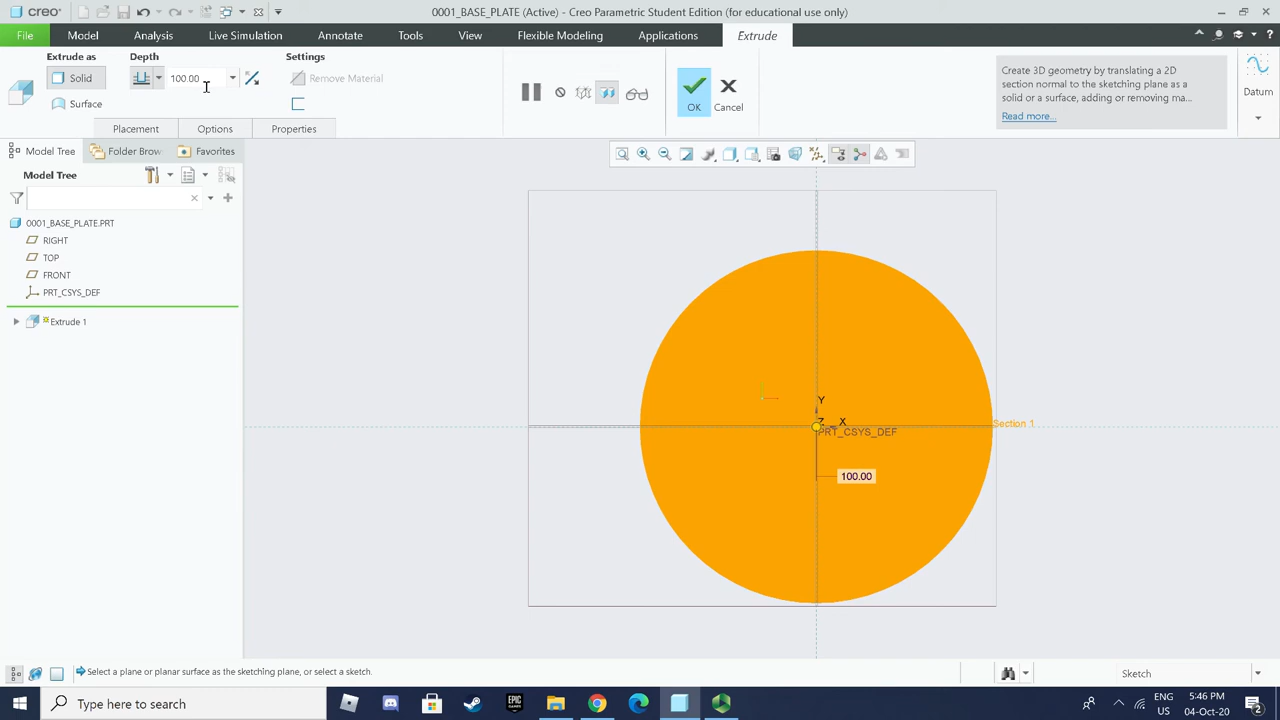 creo
0001_BASE_PLATE (Active) - Creo Parametric Student Edition (for educational use only)
File Model Analysis Live Simulation Annotate Tools View Flexible Modeling Applications Extrude
Extrude as Depth Settings
Solid 100.00 Remove Material
Surface
OK Cancel
Create 3D geometry by translating a 2D
section normal to the sketching plane as
a solid or a surface, adding or removing ma...
Read more...
Datum
Placement Options Properties
Model Tree Folder Brow Favorites
Model Tree
0001_BASE_PLATE.PRT
RIGHT
TOP
FRONT
PRT_CSYS_DEF
Extrude 1
Y
Z X
PRT_CSYS_DEF
Section 1
100.00
Select a plane or planar surface as the sketching plane, or select a sketch.
Sketch
Type here to search
EPIC
GAMES
ENG
US
5:46 PM
04-Oct-20
2